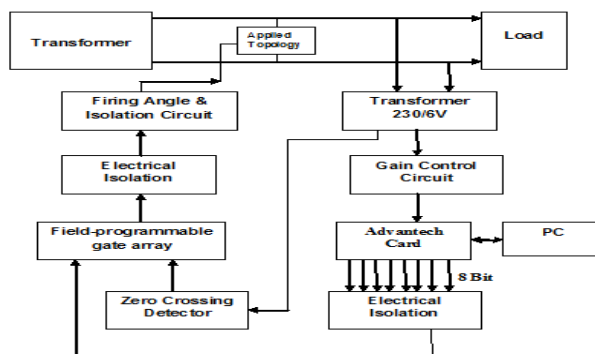 Transformer
Applied
Topology
Load
Firing Angle &
Isolation Circuit
Transformer
230/6V
Electrical
Isolation
Gain Control
Circuit
Field-programmable
gate array
Advantech
Card
PC
8 Bit
Zero Crossing
Detector
Electrical
Isolation